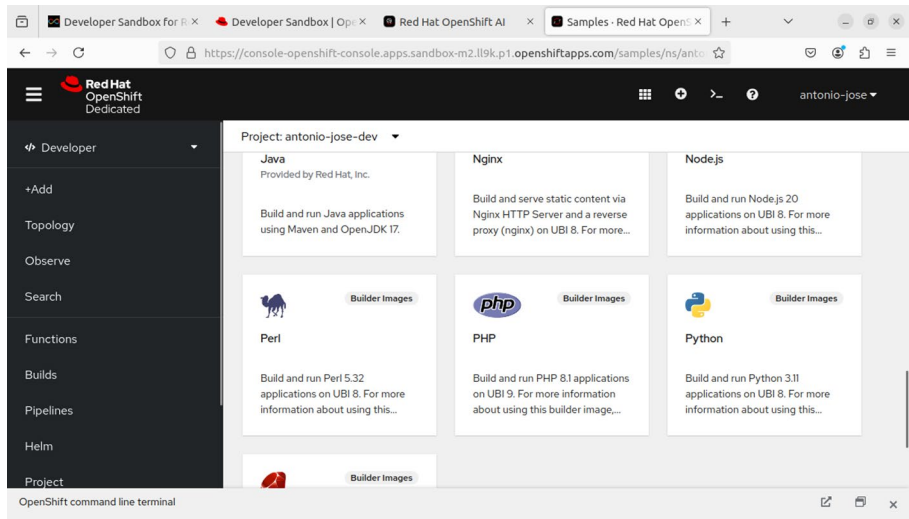 Developer Sandbox for R
Developer Sandbox | Ope
Red Hat OpenShift AI
Samples · Red Hat OpenS
https://console-openshift-console.apps.sandbox-m2.ll9k.p1.openshiftapps.com/samples/ns/anto
Red Hat
OpenShift
Dedicated
antonio-jose
Developer
+Add
Topology
Observe
Search
Functions
Builds
Pipelines
Helm
Project
Project: antonio-jose-dev
Java
Provided by Red Hat, Inc.
Build and run Java applications
using Maven and OpenJDK 17.
Nginx
Build and serve static content via
Nginx HTTP Server and a reverse
proxy (nginx) on UBI 8. For more...
Node.js
Build and run Node.js 20
applications on UBI 8. For more
information about using this...
Builder Images
Perl
Build and run Perl 5.32
applications on UBI 8. For more
information about using this...
php
Builder Images
PHP
Build and run PHP 8.1 applications
on UBI 9. For more information
about using this builder image,...
Builder Images
Python
Build and run Python 3.11
applications on UBI 8. For more
information about using this...
Builder Images
OpenShift command line terminal